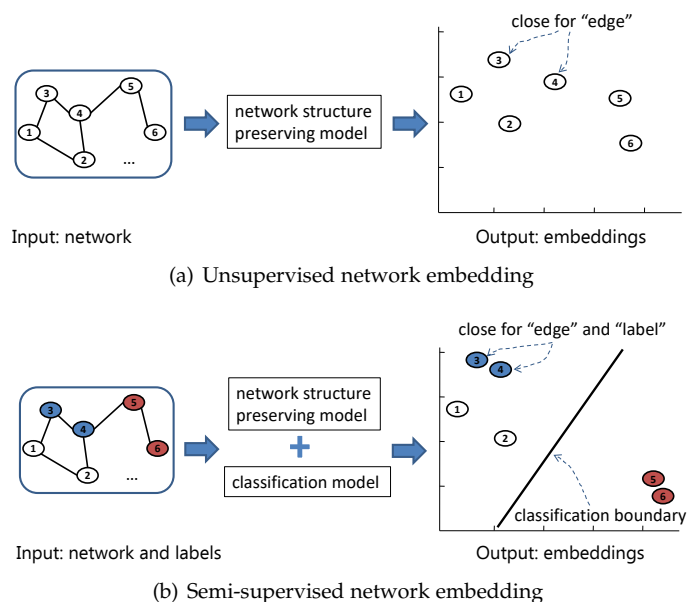 close for “edge”
3
5
4
1
2
6
...
network structure
preserving model
3
4
5
1
2
6
Input: network
Output: embeddings
(a) Unsupervised network embedding
close for “edge” and “label”
3
5
4
1
2
6
...
network structure
preserving model
+
classification model
3
4
1
2
5
6
classification boundary
Input: network and labels
Output: embeddings
(b) Semi-supervised network embedding